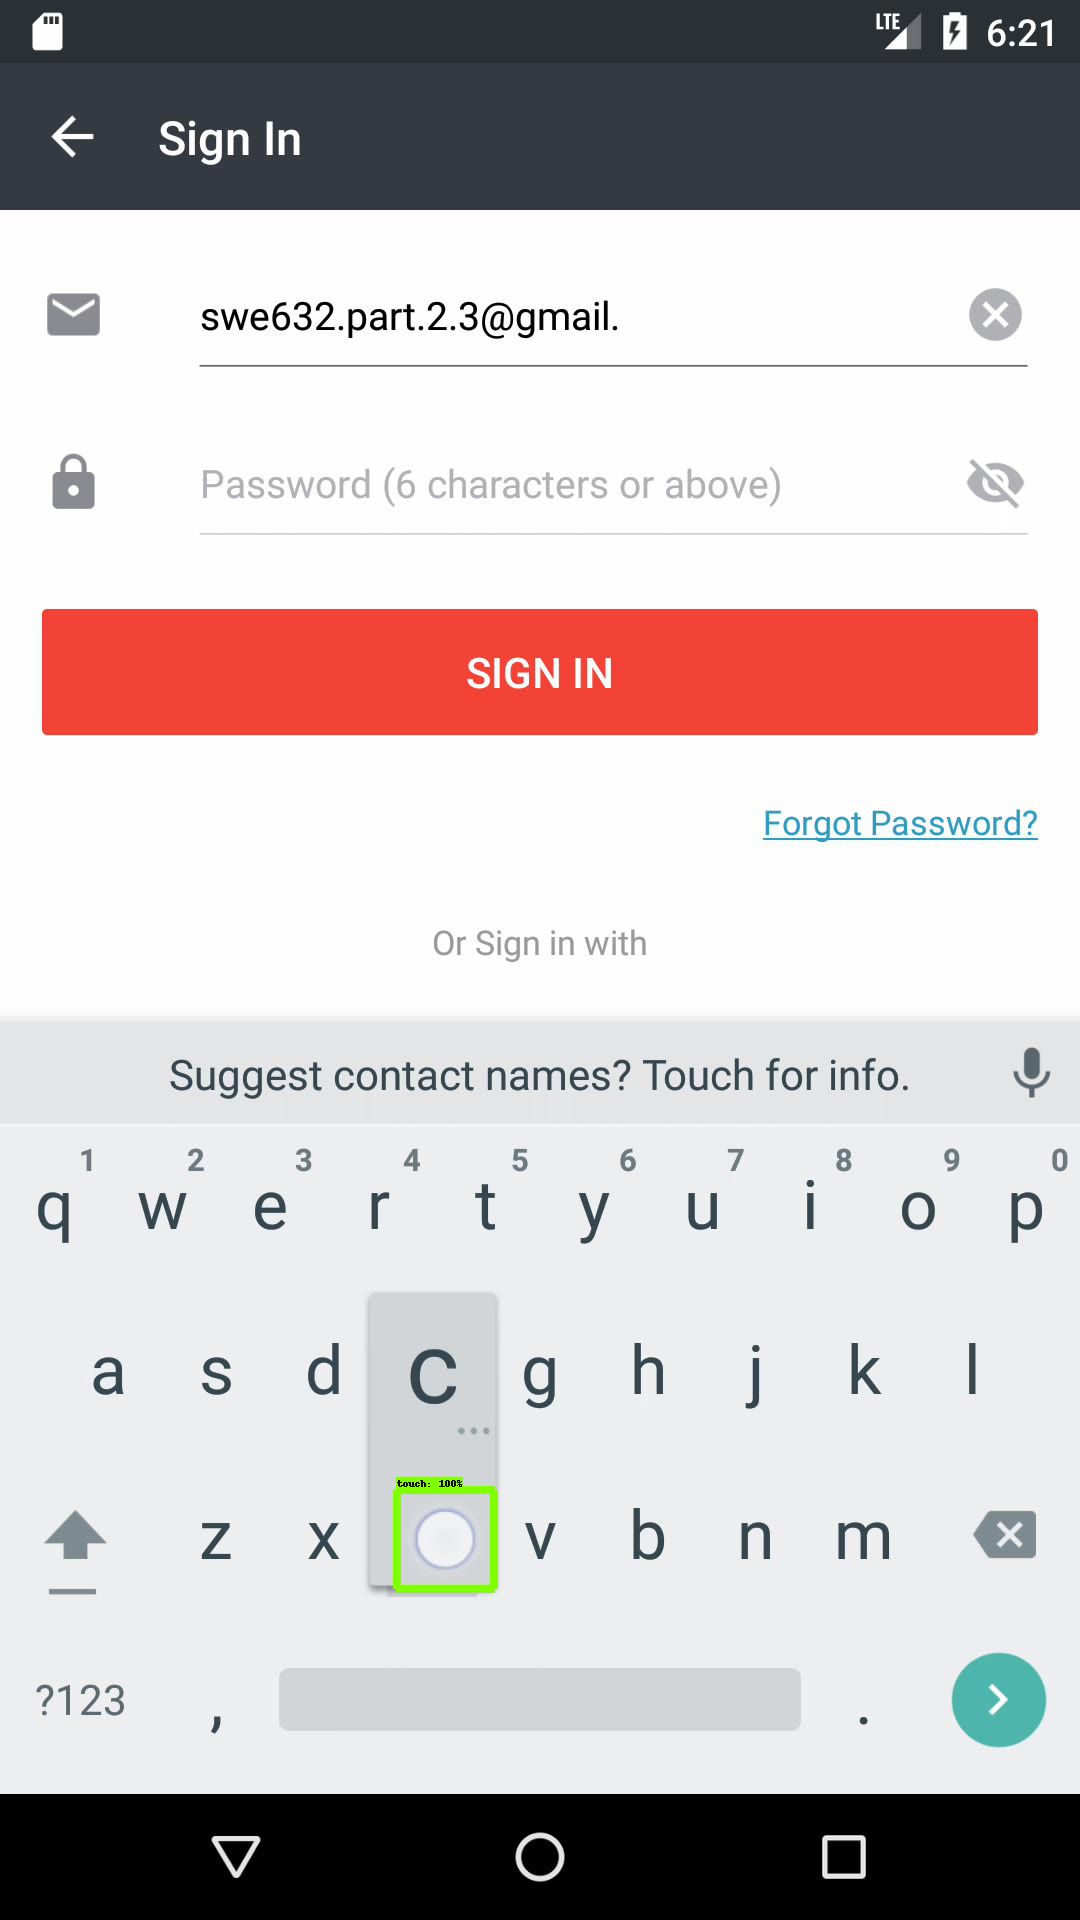 LTE 6:21
Sign In
swe632.part.2.3@gmail.
Password (6 characters or above)
SIGN IN
Forgot Password?
Or Sign in with
Suggest contact names? Touch for info.
1 2 3 4 5 6 7 8 9 0
q w e r t y u i o p
a s d c g h j k l
touch: 100%
z x v b n m
?123 , .